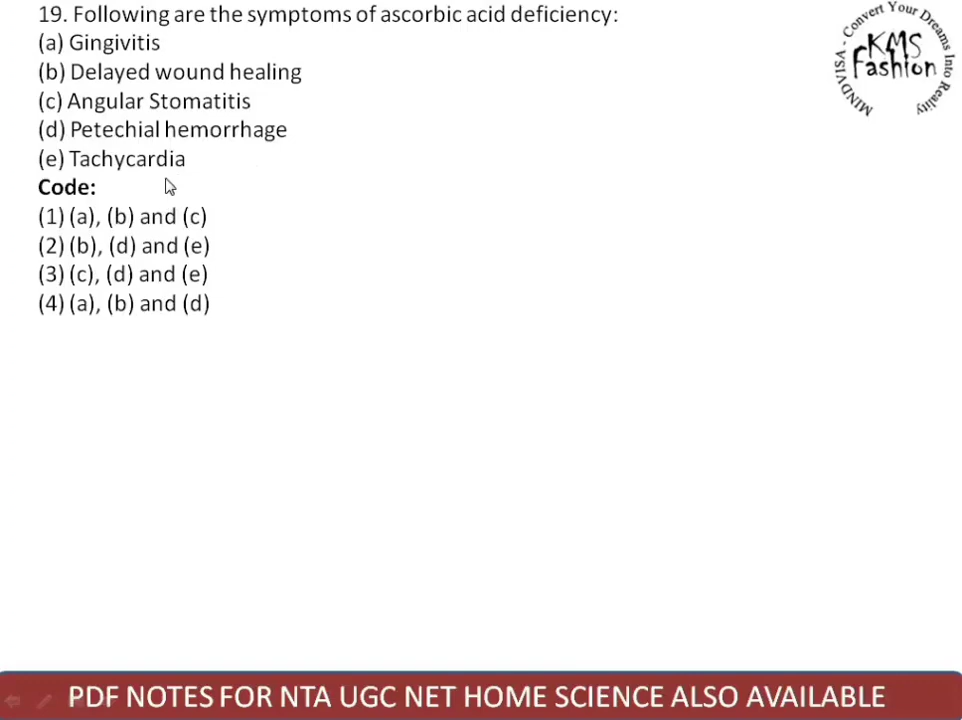 19. Following are the symptoms of ascorbic acid deficiency:
(a) Gingivitis
(b) Delayed wound healing
(c) Angular Stomatitis
(d) Petechial hemorrhage
(e) Tachycardia
Code:
(1) (a), (b) and (c)
(2) (b), (d) and (e)
(3) (c), (d) and (e)
(4) (a), (b) and (d)
MINDVISA - Convert Your Dreams Into Reality
KMS
Fashion
PDF NOTES FOR NTA UGC NET HOME SCIENCE ALSO AVAILABLE